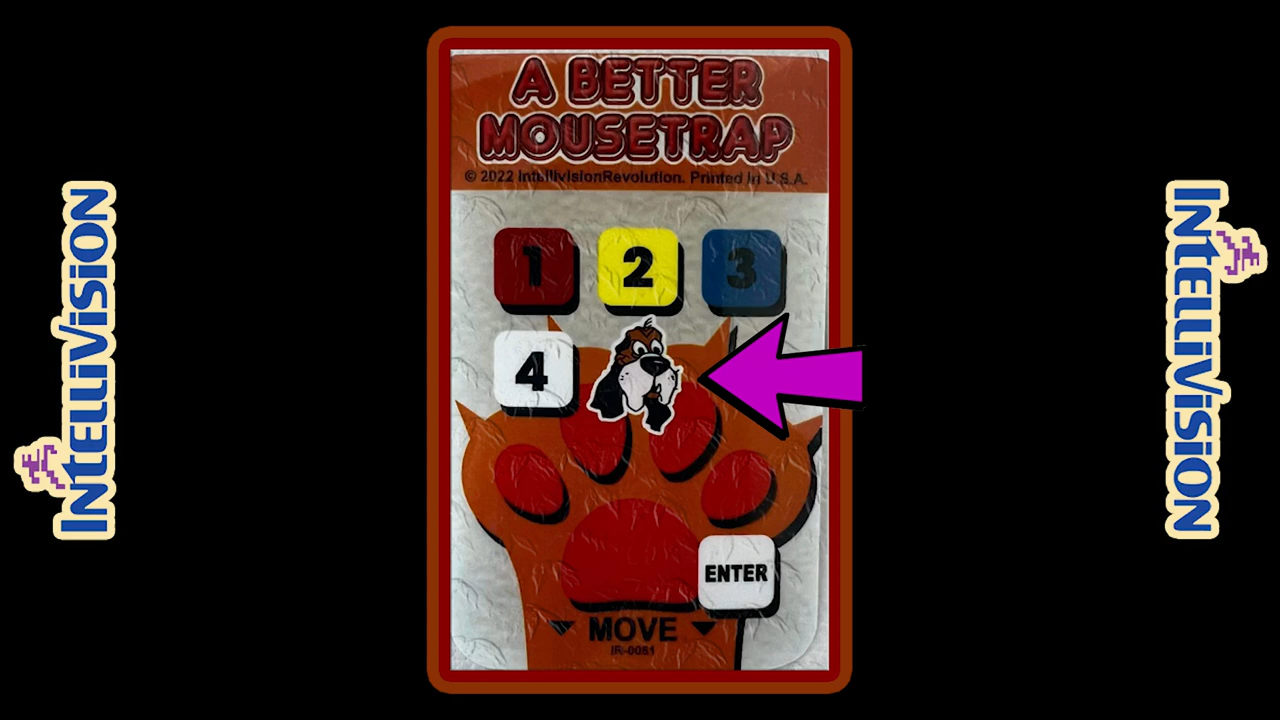 A BETTER
MOUSETRAP
© 2022 IntellivisionRevolution. Printed in U.S.A.
1 2 3
4
ENTER
MOVE
IR-0081
INTELLIVISION
INTELLIVISION